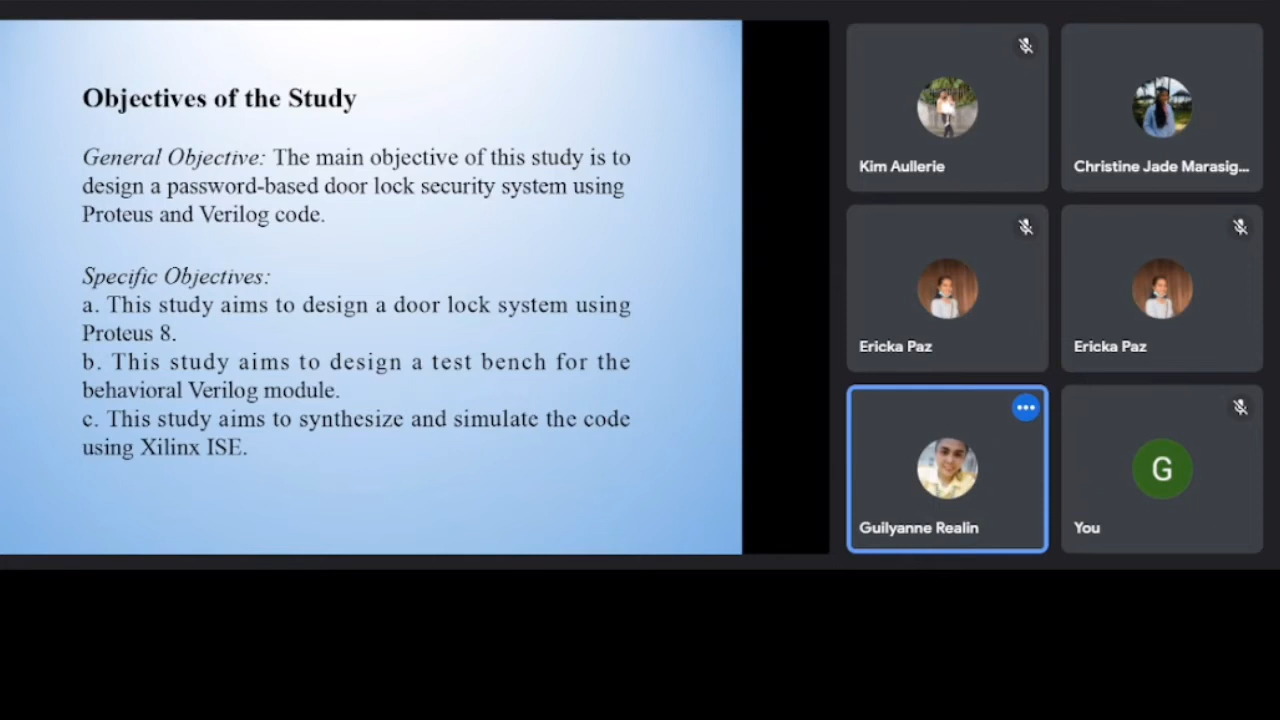 Objectives of the Study
General Objective: The main objective of this study is to
design a password-based door lock security system using
Proteus and Verilog code.
Specific Objectives:
a. This study aims to design a door lock system using
Proteus 8.
b. This study aims to design a test bench for the
behavioral Verilog module.
c. This study aims to synthesize and simulate the code
using Xilinx ISE.
Kim Aullerie
Christine Jade Marasig...
Ericka Paz
Ericka Paz
Guilyanne Realin
G
You